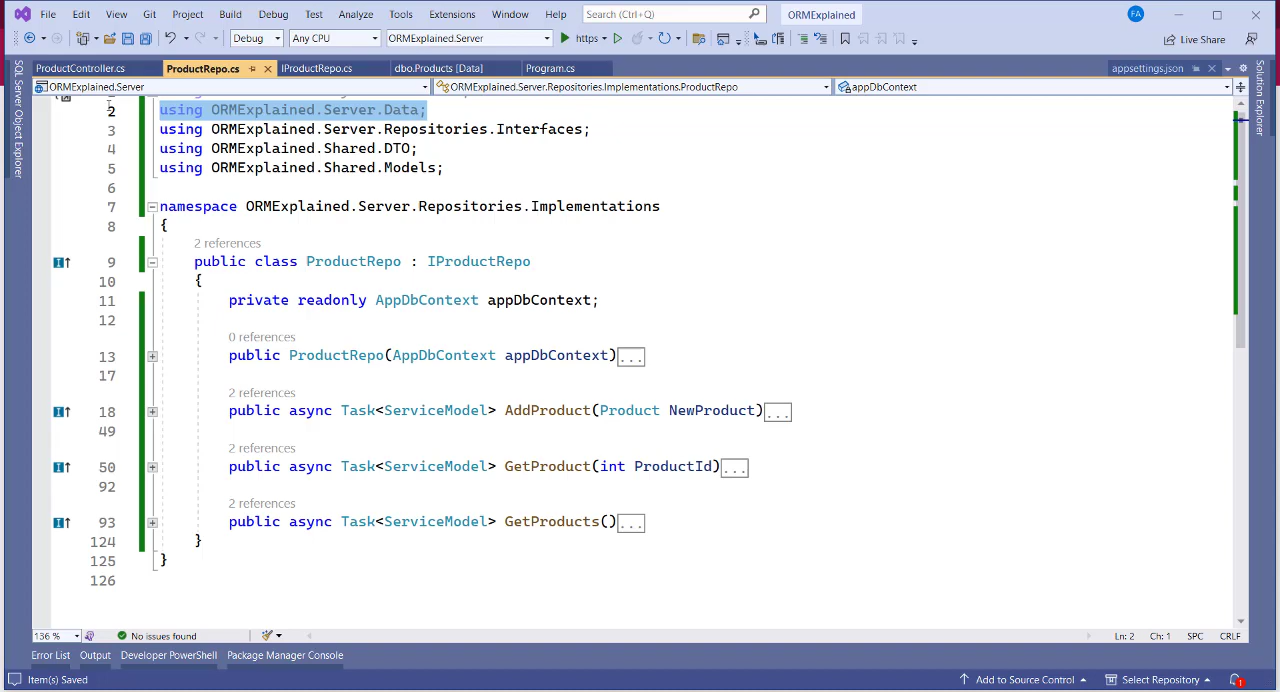 File Edit View Git Project Build Debug Test Analyze Tools Extensions Window Help Search (Ctrl+Q) ORMExplained FA
Debug Any CPU ORMExplained.Server https Live Share
ProductController.cs ProductRepo.cs IProductRepo.cs dbo.Products [Data] Program.cs appsettings.json
ORMExplained.Server ORMExplained.Server.Repositories.Implementations.ProductRepo appDbContext
SQL Server Object Explorer
Solution Explorer
2 using ORMExplained.Server.Data;
3 using ORMExplained.Server.Repositories.Interfaces;
4 using ORMExplained.Shared.DTO;
5 using ORMExplained.Shared.Models;
6
7 namespace ORMExplained.Server.Repositories.Implementations
8 {
2 references
9 public class ProductRepo : IProductRepo
10 {
11 private readonly AppDbContext appDbContext;
12
0 references
13 public ProductRepo(AppDbContext appDbContext)...
17
2 references
18 public async Task<ServiceModel> AddProduct(Product NewProduct)...
49
2 references
50 public async Task<ServiceModel> GetProduct(int ProductId)...
92
2 references
93 public async Task<ServiceModel> GetProducts()...
124 }
125 }
126
136 % No issues found Ln: 2 Ch: 1 SPC CRLF
Error List Output Developer PowerShell Package Manager Console
Item(s) Saved Add to Source Control Select Repository 1